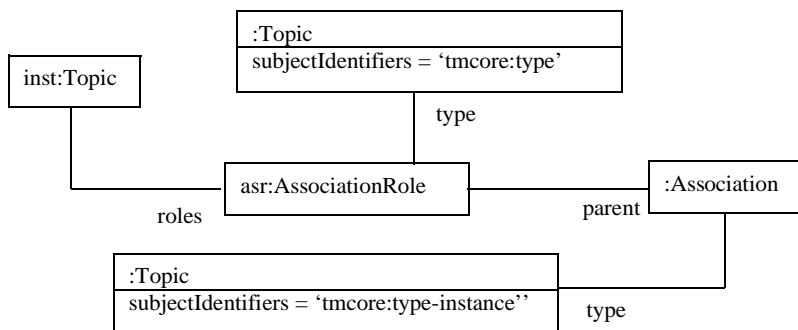 :Topic
subjectIdentifiers = ‘tmcore:type’
inst:Topic
type
asr:AssociationRole
:Association
roles
parent
:Topic
subjectIdentifiers = ‘tmcore:type-instance’’
type